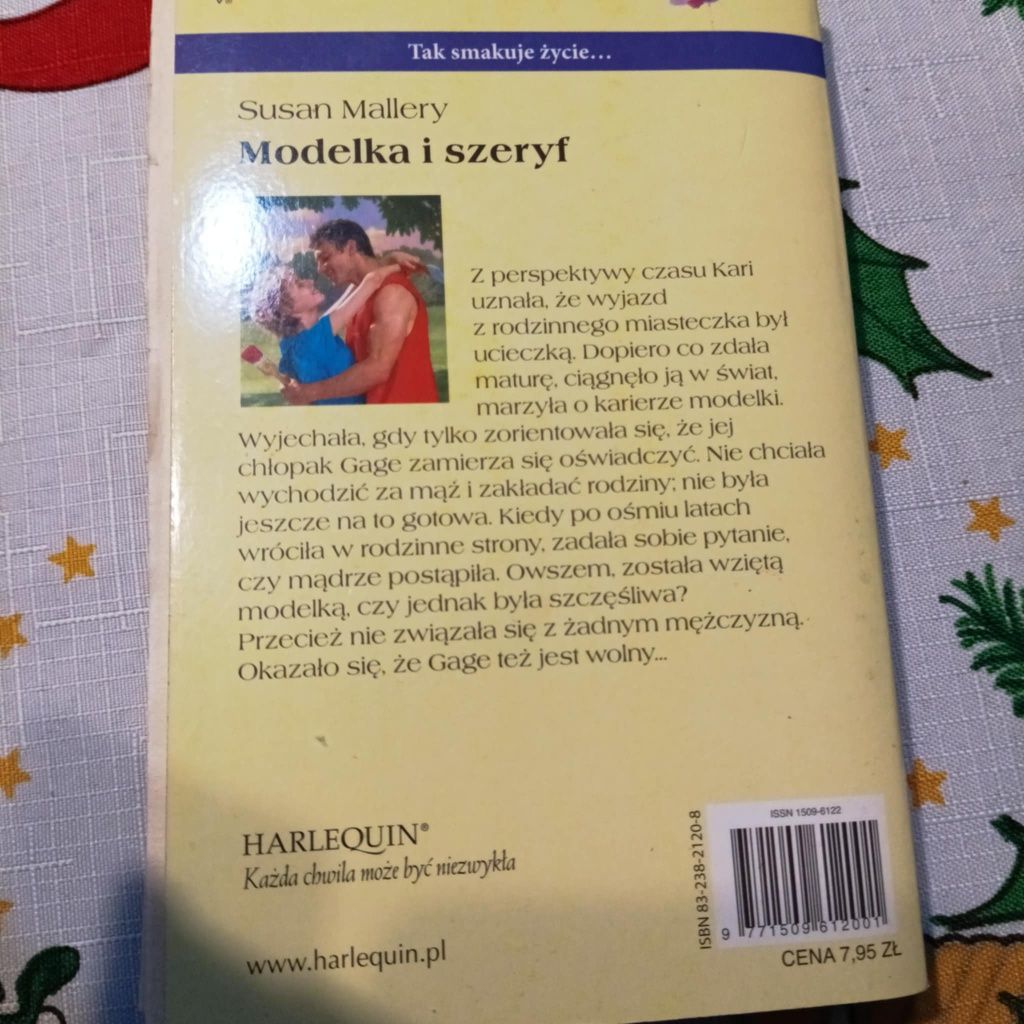 Tak smakuje życie...
Susan Mallery
Modelka i szeryf
Z perspektywy czasu Kari
uznała, że wyjazd
z rodzinnego miasteczka był
ucieczką. Dopiero co zdała
maturę, ciągnęło ją w świat,
marzyła o karierze modelki.
Wyjechała, gdy tylko zorientowała się, że jej
chłopak Gage zamierza się oświadczyć. Nie chciała
wychodzić za mąż i zakładać rodziny; nie była
jeszcze na to gotowa. Kiedy po ośmiu latach
wróciła w rodzinne strony, zadała sobie pytanie,
czy mądrze postąpiła. Owszem, została wziętą
modelką, czy jednak była szczęśliwa?
Przecież nie związała się z żadnym mężczyzną.
Okazało się, że Gage też jest wolny...
HARLEQUIN®
Każda chwila może być niezwykła
www.harlequin.pl
ISBN 83-238-2120-8
ISSN 1509-6122
9 771509 612001
CENA 7,95 ZŁ